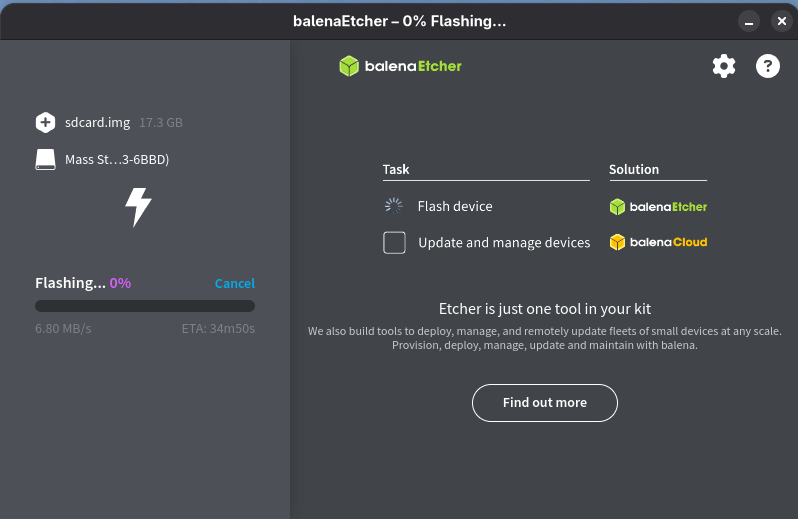 balenaEtcher – 0% Flashing…
balenaEtcher
sdcard.img 17.3 GB
Mass St…3-6BBD)
Flashing... 0% Cancel
6.80 MB/s ETA: 34m50s
Task Solution
Flash device balenaEtcher
Update and manage devices balenaCloud
Etcher is just one tool in your kit
We also build tools to deploy, manage, and remotely update fleets of small devices at any scale.
Provision, deploy, manage, update and maintain with balena.
Find out more